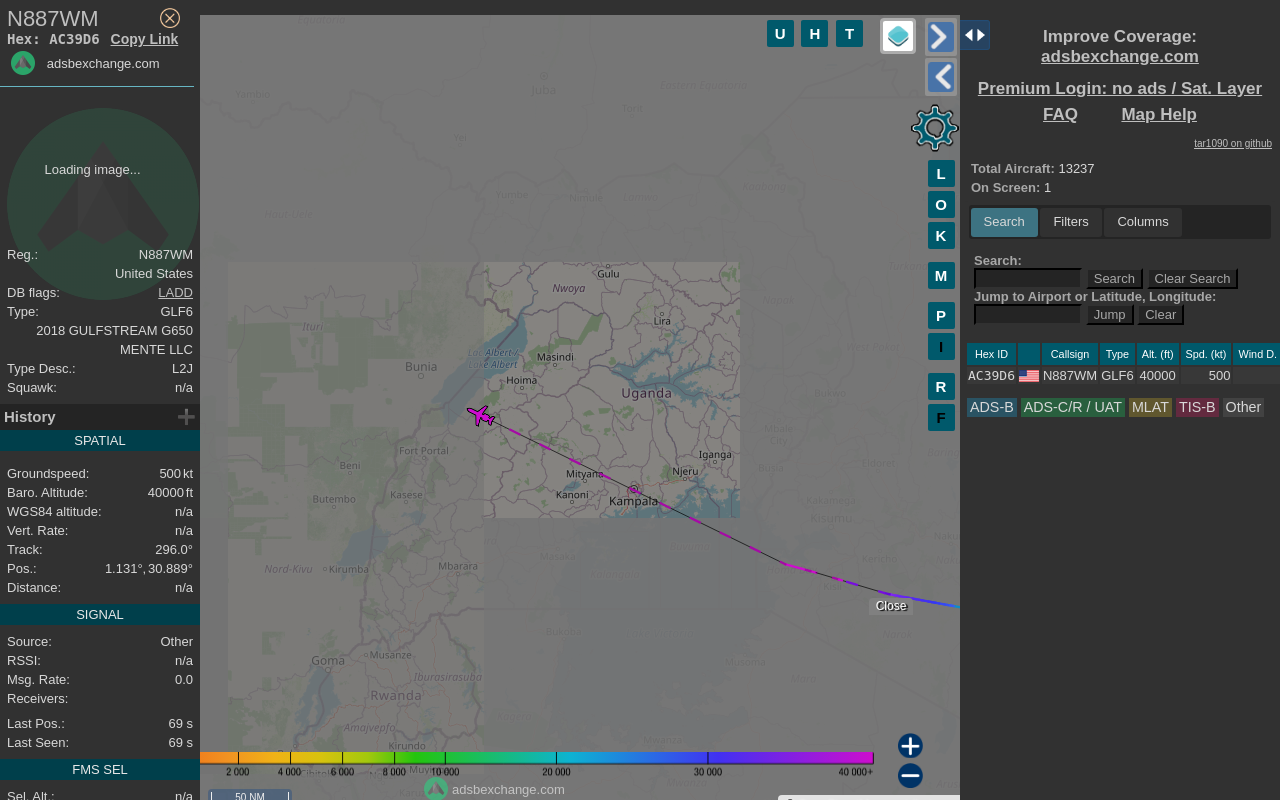 N887WM
Hex: AC39D6 Copy Link
adsbexchange.com
Loading image...
Reg.: N887WM
United States
DB flags: LADD
Type: GLF6
2018 GULFSTREAM G650
MENTE LLC
Type Desc.: L2J
Squawk: n/a
History
SPATIAL
Groundspeed: 500 kt
Baro. Altitude: 40000 ft
WGS84 altitude: n/a
Vert. Rate: n/a
Track: 296.0°
Pos.: 1.131°, 30.889°
Distance: n/a
SIGNAL
Source: Other
RSSI: n/a
Msg. Rate: 0.0
Receivers:
Last Pos.: 69 s
Last Seen: 69 s
FMS SEL
Sel. Alt.: n/a
U H T
L
O
K
M
P
I
R
F
Juba
Torit
Yei
Gulu
Nwoya
Lira
Ituri
Lac Albert /
Lake Albert
Masindi
Bunia
Hoima
Uganda
Fort Portal
Iganga
Beni
Mityana
Njeru
Butembo
Kasese
Kanoni
Kampala
Kisumu
Nord-Kivu
Kirumba
Mbarara
Close
Goma
Musanze
Iburasirasuba
Rwanda
Amajyepfo
Kirundo
2 000 4 000 6 000 8 000 10 000 20 000 30 000 40 000+
adsbexchange.com
50 NM
Improve Coverage:
adsbexchange.com
Premium Login: no ads / Sat. Layer
FAQ Map Help
tar1090 on github
Total Aircraft: 13237
On Screen: 1
Search Filters Columns
Search:
Search Clear Search
Jump to Airport or Latitude, Longitude:
Jump Clear
Hex ID Callsign Type Alt. (ft) Spd. (kt) Wind D.
AC39D6 N887WM GLF6 40000 500
ADS-B ADS-C/R / UAT MLAT TIS-B Other